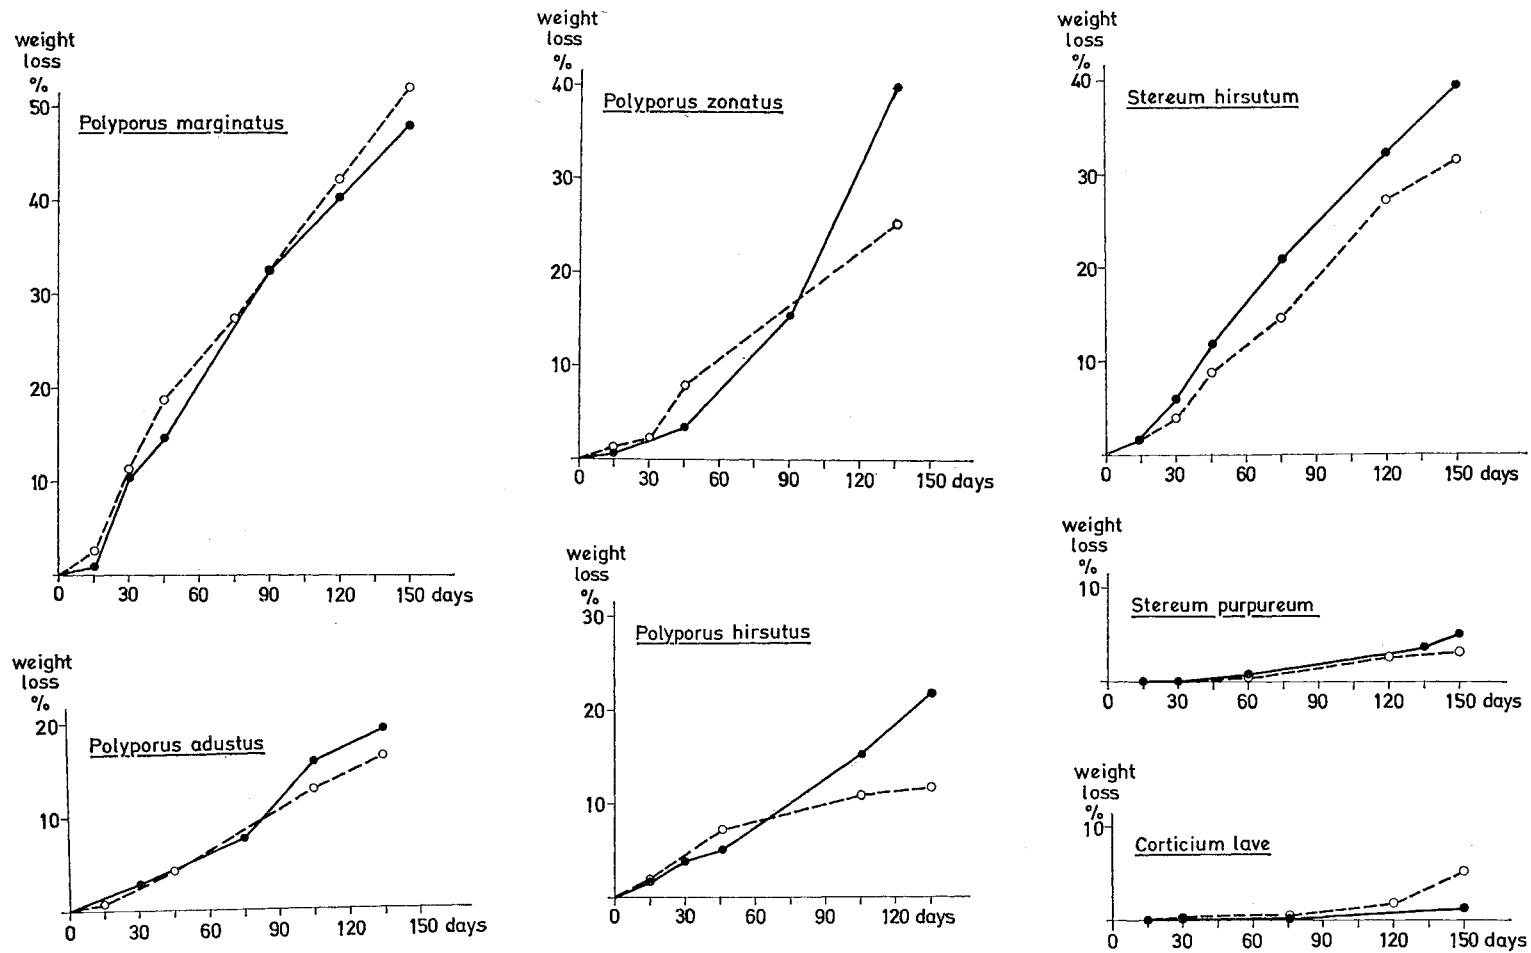 weight
loss
%
50
40
30
20
10
Polyporus marginatus
0 30 60 90 120 150 days
weight
loss
%
40
30
20
10
Polyporus zonatus
0 30 60 90 120 150 days
weight
loss
%
40
30
20
10
Stereum hirsutum
0 30 60 90 120 150 days
weight
loss
%
20
10
Polyporus adustus
0 30 60 90 120 150 days
weight
loss
%
30
20
10
Polyporus hirsutus
0 30 60 90 120 days
weight
loss
%
10
Stereum purpureum
0 30 60 90 120 150 days
weight
loss
%
10
Corticium lave
0 30 60 90 120 150 days